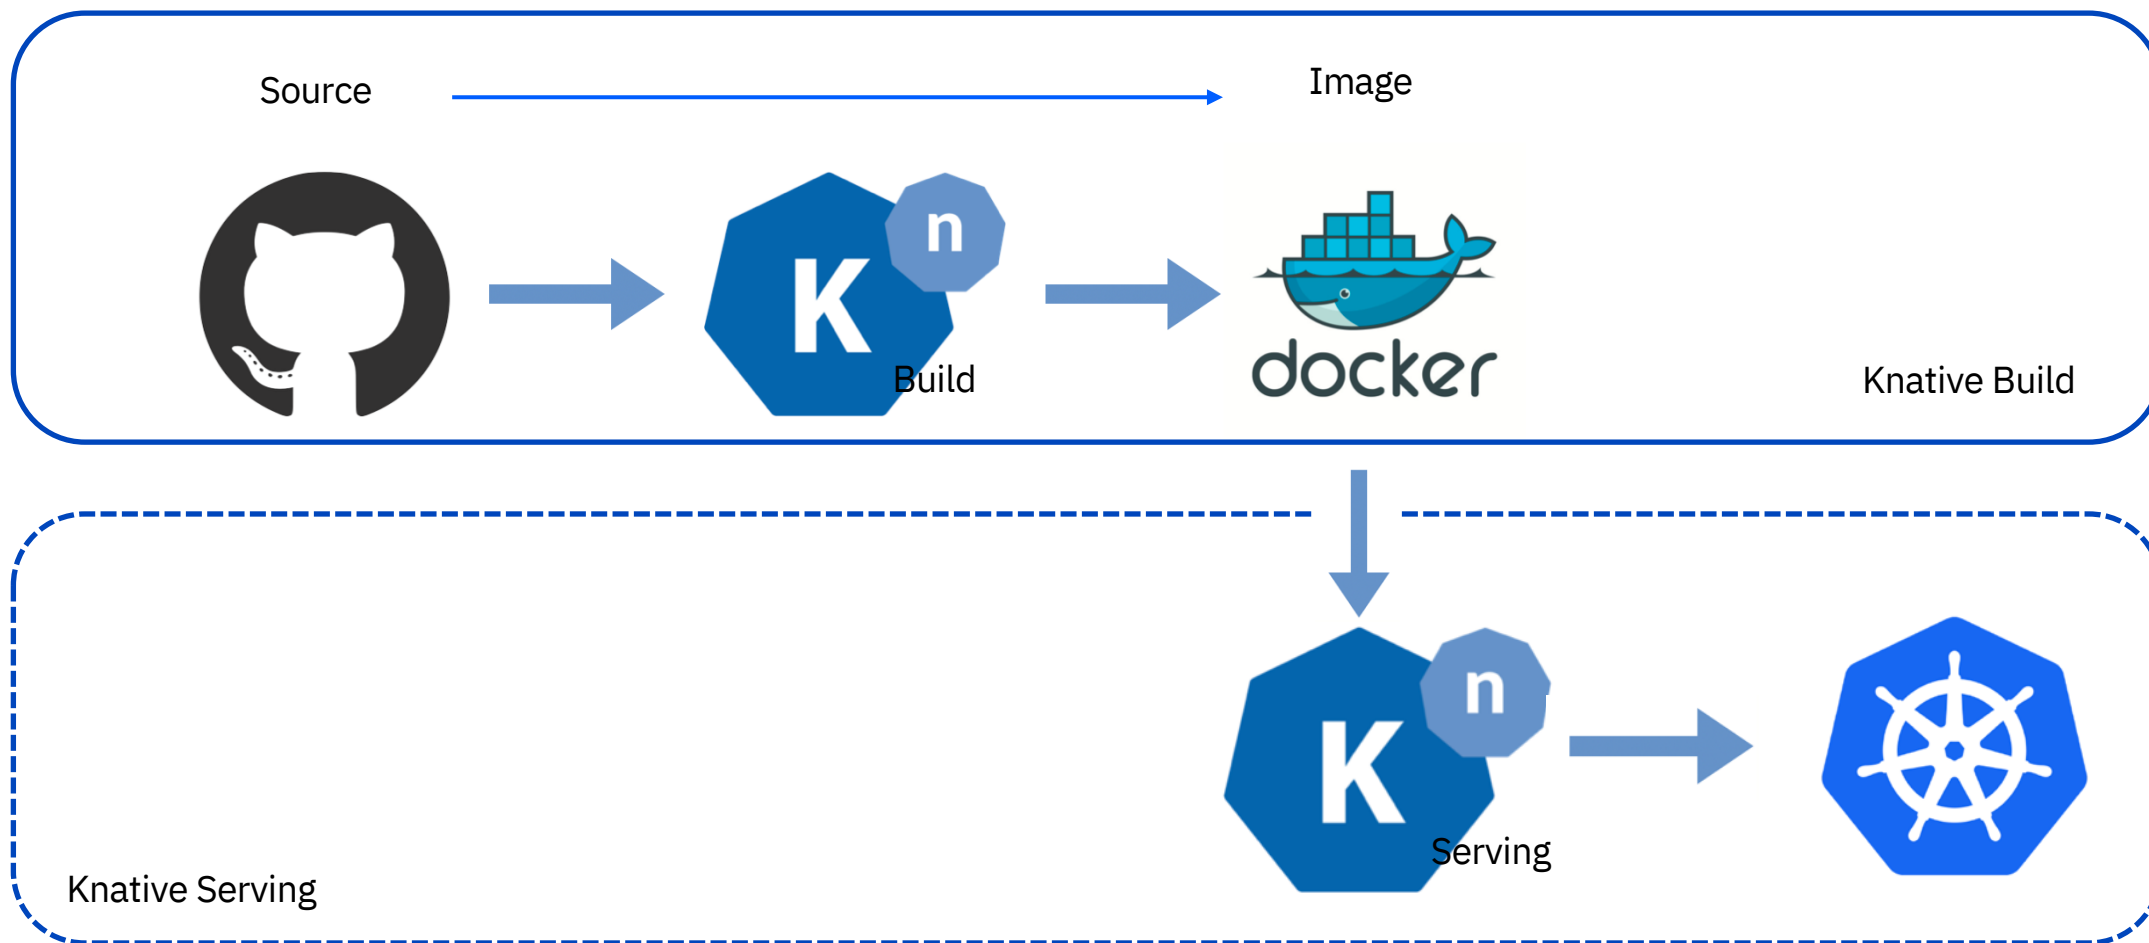 Source
Image
n
K
Build
docker
Knative Build
n
K
Serving
Knative Serving